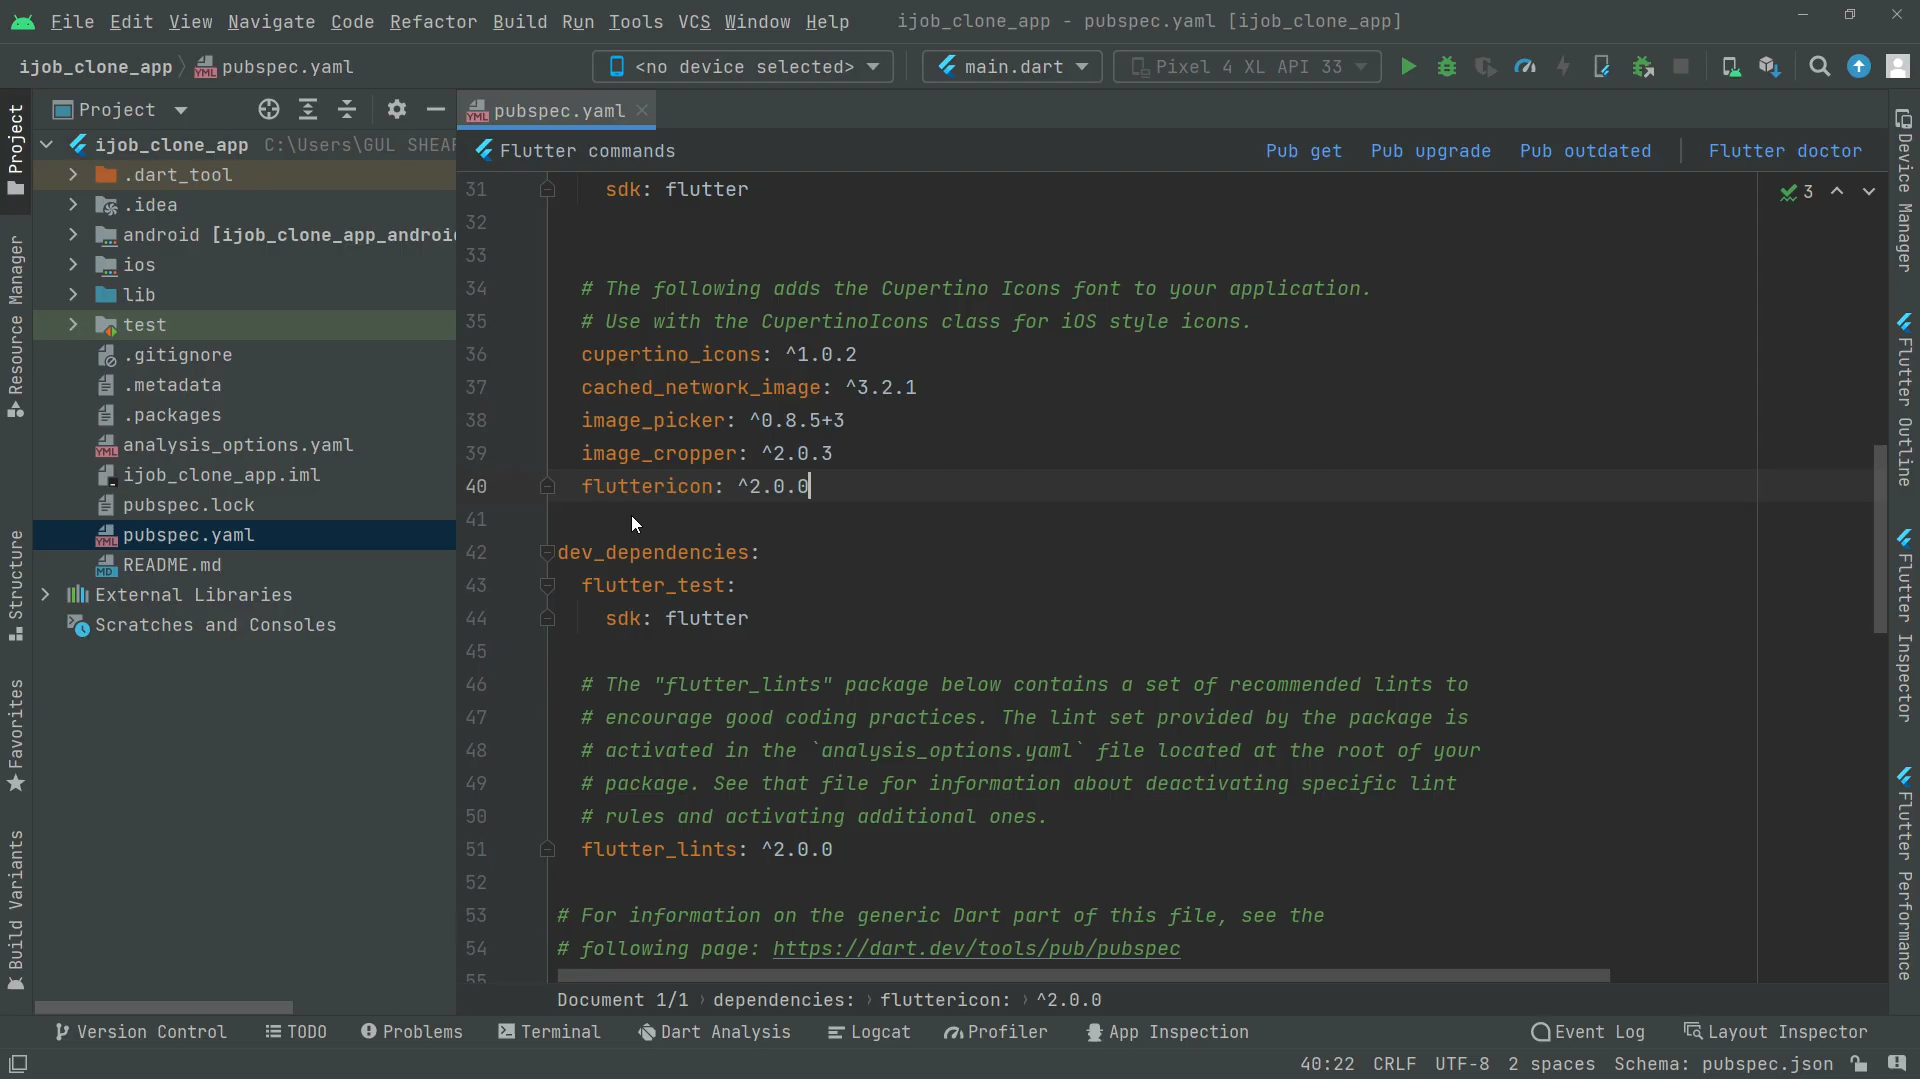 File Edit View Navigate Code Refactor Build Run Tools VCS Window Help ijob_clone_app - pubspec.yaml [ijob_clone_app]
ijob_clone_app pubspec.yaml <no device selected> main.dart Pixel 4 XL API 33
Project
pubspec.yaml
Flutter commands Pub get Pub upgrade Pub outdated Flutter doctor
ijob_clone_app C:\Users\GUL SHEAR
.dart_tool
.idea
android [ijob_clone_app_androi
ios
lib
test
.gitignore
.metadata
.packages
analysis_options.yaml
ijob_clone_app.iml
pubspec.lock
pubspec.yaml
README.md
External Libraries
Scratches and Consoles
Project
Resource Manager
Structure
Favorites
Build Variants
3
31 sdk: flutter
32
33
34 # The following adds the Cupertino Icons font to your application.
35 # Use with the CupertinoIcons class for iOS style icons.
36 cupertino_icons: ^1.0.2
37 cached_network_image: ^3.2.1
38 image_picker: ^0.8.5+3
39 image_cropper: ^2.0.3
40 fluttericon: ^2.0.0
41
42 dev_dependencies:
43 flutter_test:
44 sdk: flutter
45
46 # The "flutter_lints" package below contains a set of recommended lints to
47 # encourage good coding practices. The lint set provided by the package is
48 # activated in the `analysis_options.yaml` file located at the root of your
49 # package. See that file for information about deactivating specific lint
50 # rules and activating additional ones.
51 flutter_lints: ^2.0.0
52
53 # For information on the generic Dart part of this file, see the
54 # following page: https://dart.dev/tools/pub/pubspec
55
Device Manager
Flutter Outline
Flutter Inspector
Flutter Performance
Document 1/1 › dependencies: › fluttericon: › ^2.0.0
Version Control TODO Problems Terminal Dart Analysis Logcat Profiler App Inspection Event Log Layout Inspector
40:22 CRLF UTF-8 2 spaces Schema: pubspec.json